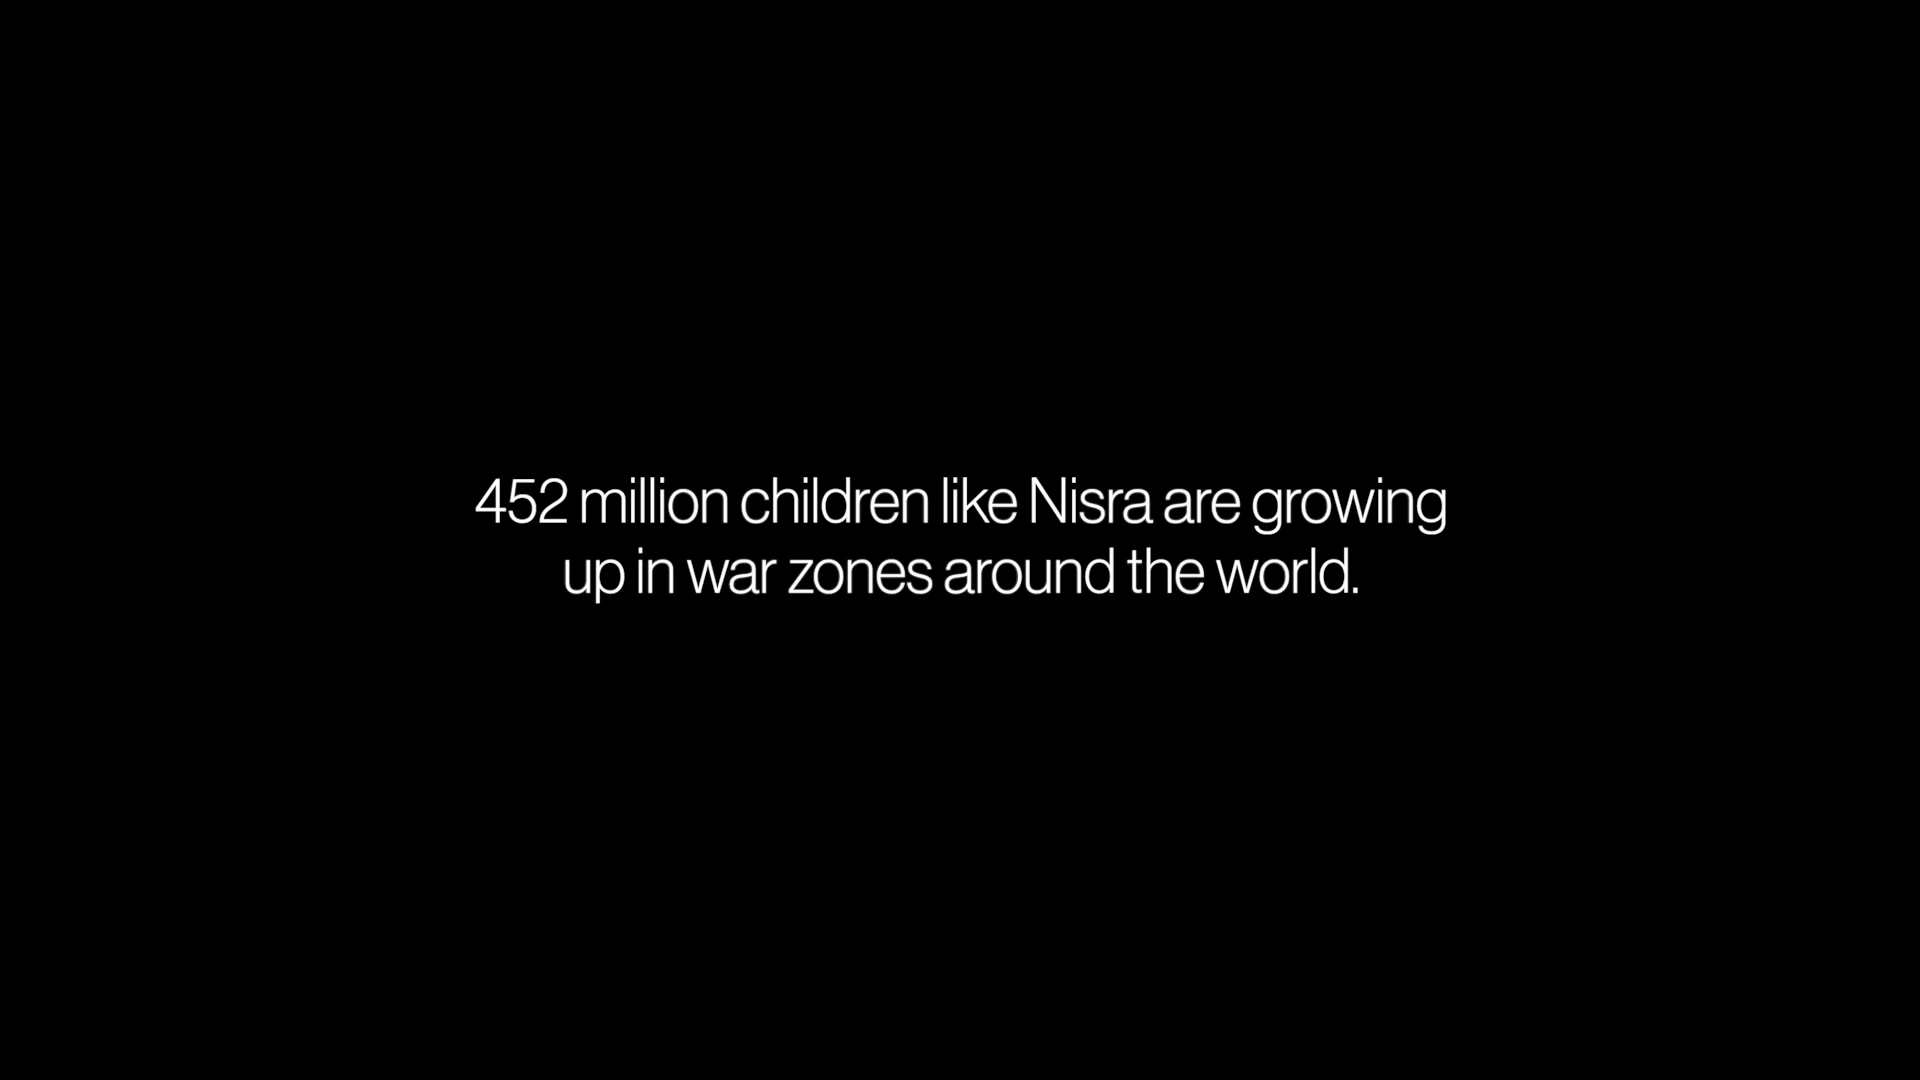 452 million children like Nisra are growing
up in war zones around the world.